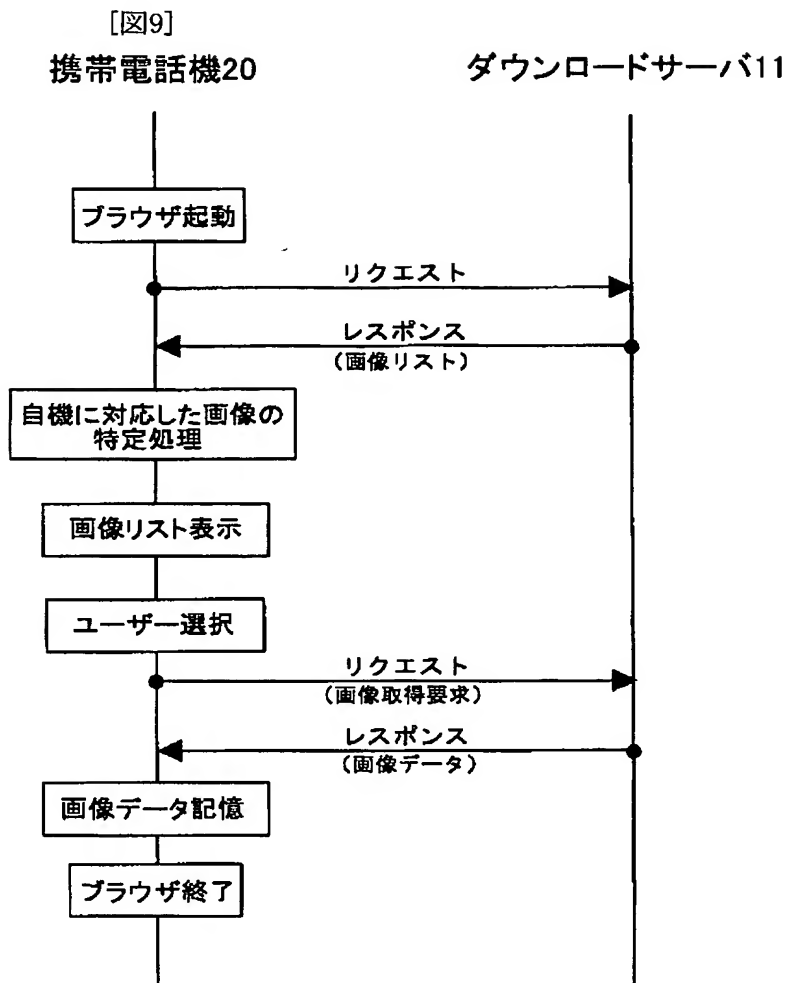 [図9]
携帯電話機20
ダウンロードサーバ11
ブラウザ起動
リクエスト
レスポンス
(画像リスト)
自機に対応した画像の
特定処理
画像リスト表示
ユーザー選択
リクエスト
(画像取得要求)
レスポンス
(画像データ)
画像データ記憶
ブラウザ終了